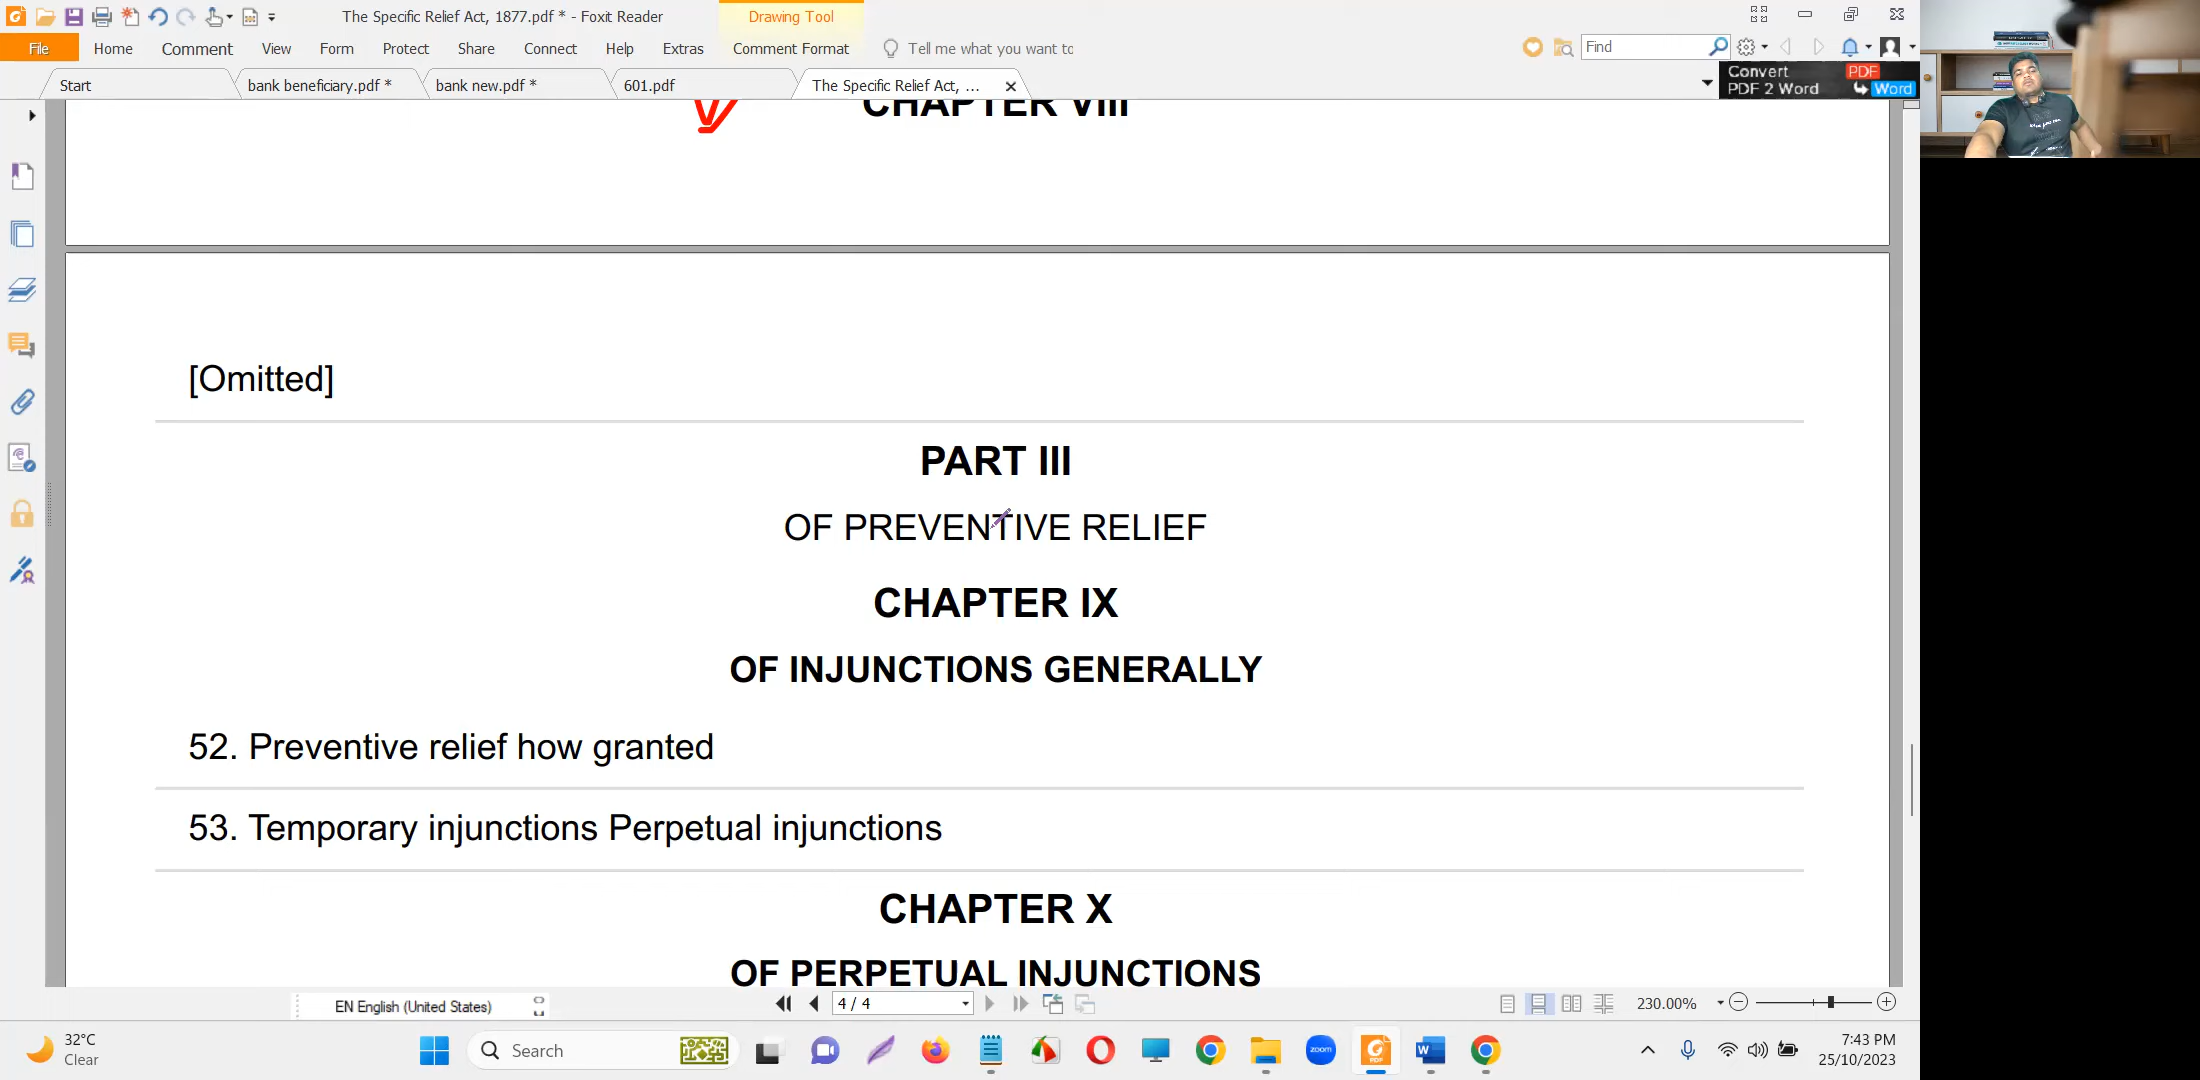 The Specific Relief Act, 1877.pdf * - Foxit Reader
Drawing Tool
File Home Comment View Form Protect Share Connect Help Extras Comment Format Tell me what you want to
Find
Start
bank beneficiary.pdf *
bank new.pdf *
601.pdf
The Specific Relief Act, ...
Convert PDF
PDF 2 Word Word
CHAPTER VIII
[Omitted]
PART III
OF PREVENTIVE RELIEF
CHAPTER IX
OF INJUNCTIONS GENERALLY
52. Preventive relief how granted
53. Temporary injunctions Perpetual injunctions
CHAPTER X
OF PERPETUAL INJUNCTIONS
EN English (United States)
4 / 4
230.00%
32°C
Clear
Search
zoom
PDF
W
7:43 PM
25/10/2023